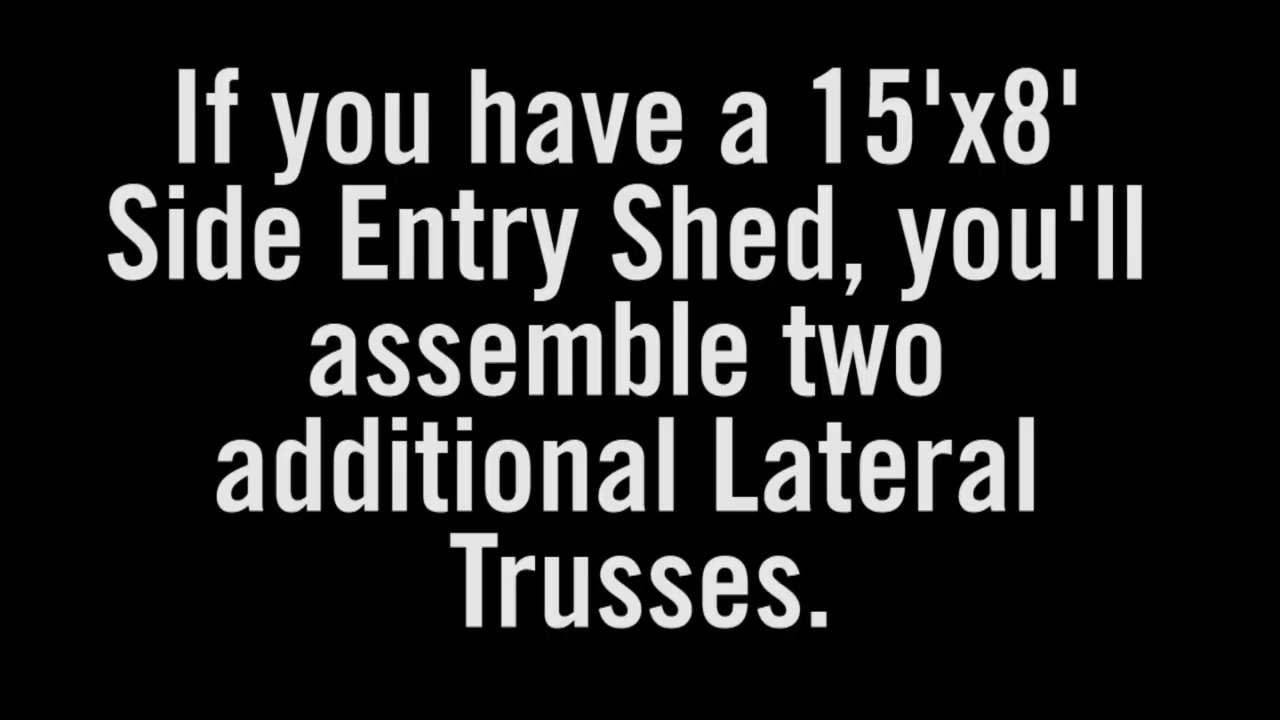 If you have a 15'x8'
Side Entry Shed, you'll
assemble two
additional Lateral
Trusses.